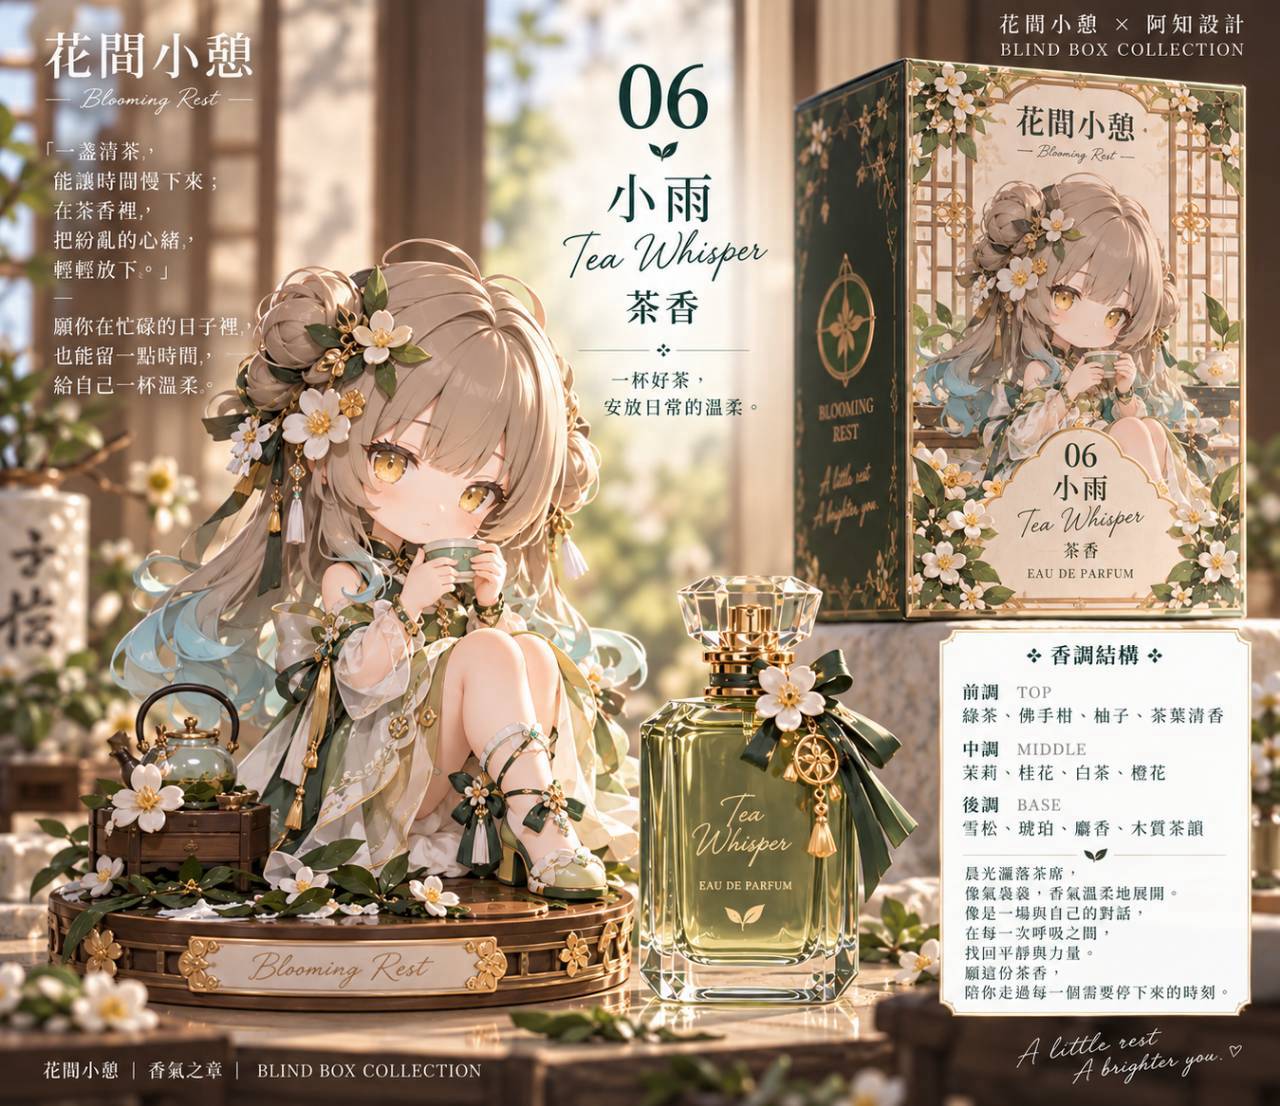 花間小憩
Blooming Rest
「一盞清茶,,
能讓時間慢下來；
在茶香裡,,
把紛亂的心緒,,
輕輕放下。」
願你在忙碌的日子裡,,
也能留一點時間,,
給自己一杯溫柔。
06
小雨
Tea Whisper
茶香
一杯好茶，
安放日常的溫柔。
花間小憩 × 阿知設計
BLIND BOX COLLECTION
花間小憩
Blooming Rest
06
小雨
Tea Whisper
茶香
EAU DE PARFUM
BLOOMING
REST
A little rest
A brighter you.
Tea
Whisper
EAU DE PARFUM
Blooming Rest
香調結構
前調 TOP
綠茶、佛手柑、柚子、茶葉清香
中調 MIDDLE
茉莉、桂花、白茶、橙花
後調 BASE
雪松、琥珀、麝香、木質茶韻
晨光灑落茶席，
像氣裊裊，香氣溫柔地展開。
像是一場與自己的對話，
在每一次呼吸之間，
找回平靜與力量。
願這份茶香，
陪你走過每一個需要停下來的時刻。
花間小憩｜香氣之章｜ BLIND BOX COLLECTION
A little rest
A brighter you.♡